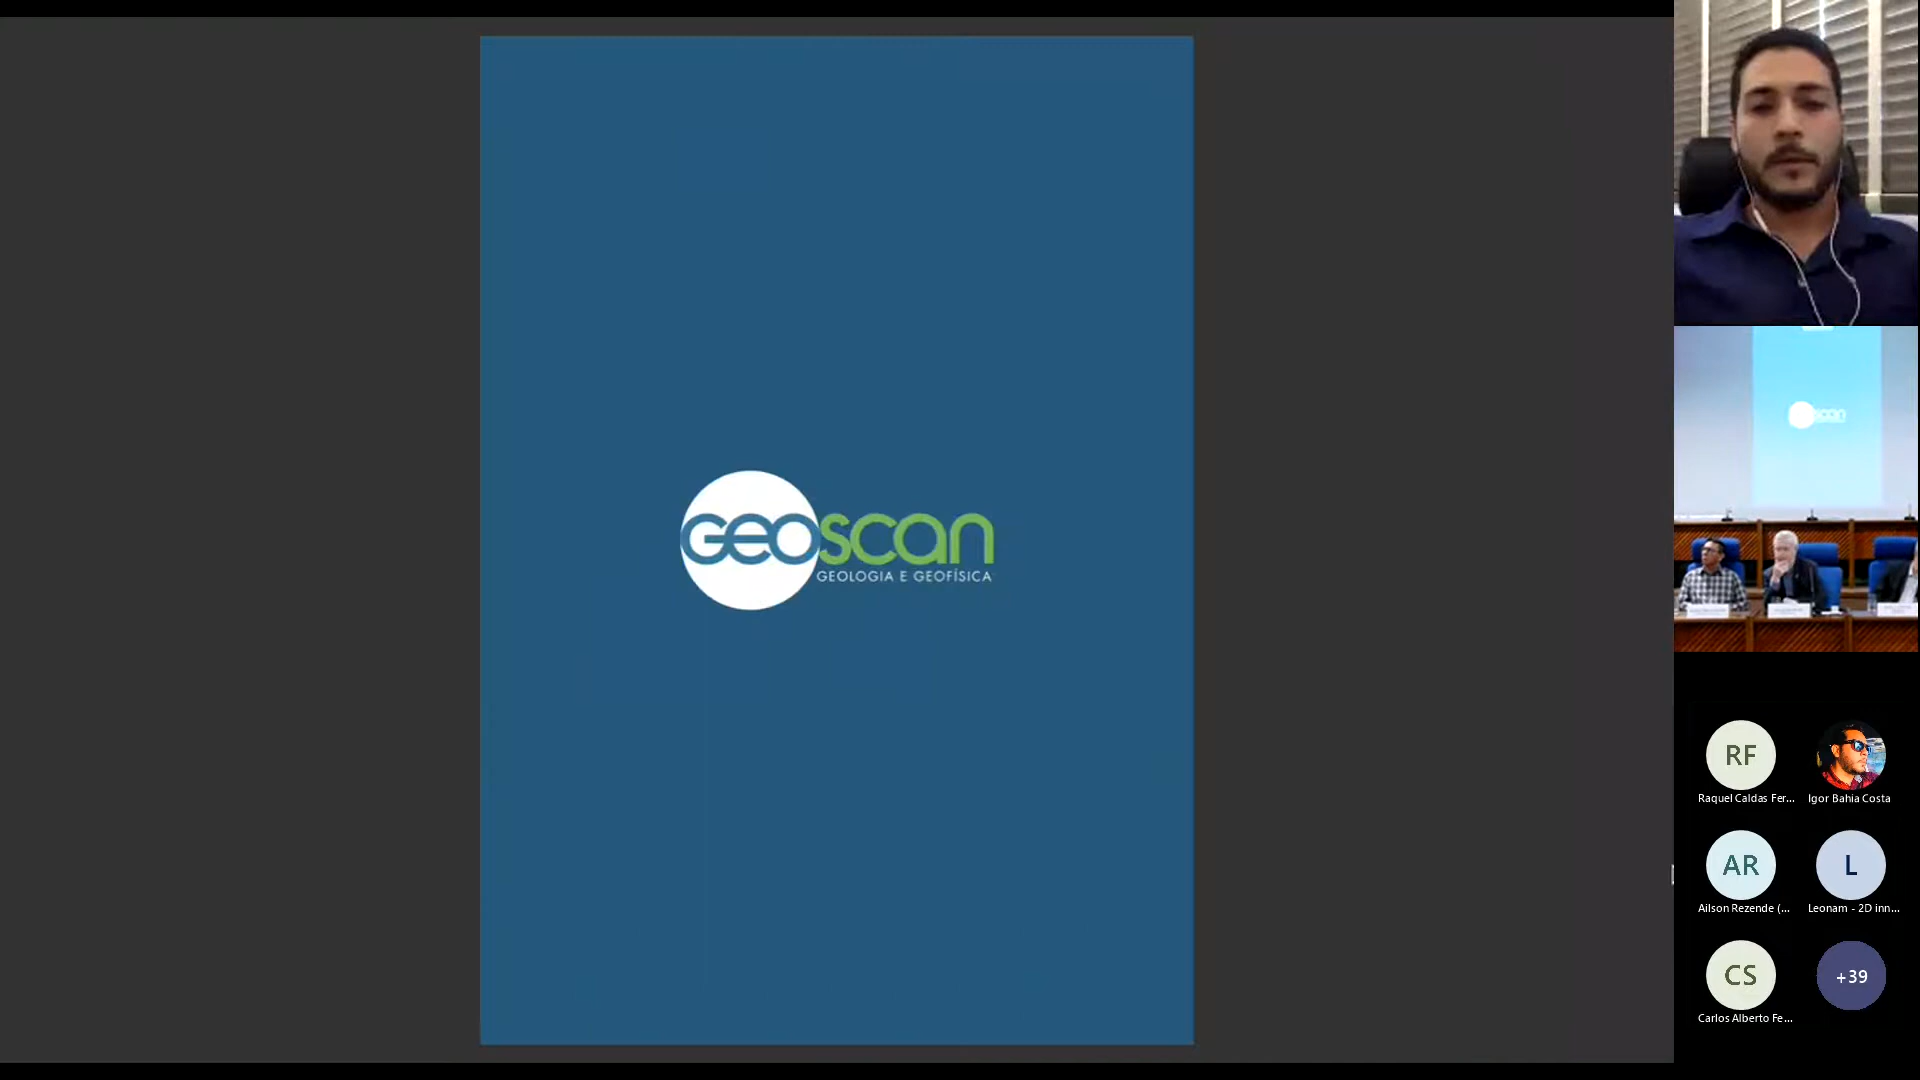 GEOscan
GEOLOGIA E GEOFÍSICA
scan
RF
Raquel Caldas Fer...
Igor Bahia Costa
AR
L
Ailson Rezende (...
Leonam - 2D inn...
CS
+39
Carlos Alberto Fe...